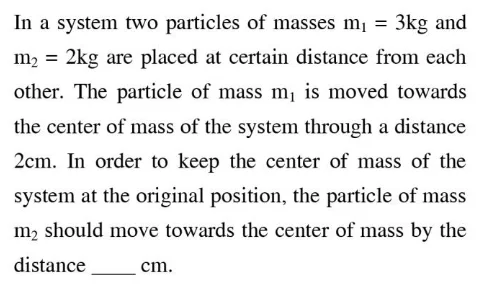 In a system two particles of masses m₁ = 3kg and
m₂ = 2kg are placed at certain distance from each
other. The particle of mass m₁ is moved towards
the center of mass of the system through a distance
2cm. In order to keep the center of mass of the
system at the original position, the particle of mass
m₂ should move towards the center of mass by the
distance ____ cm.